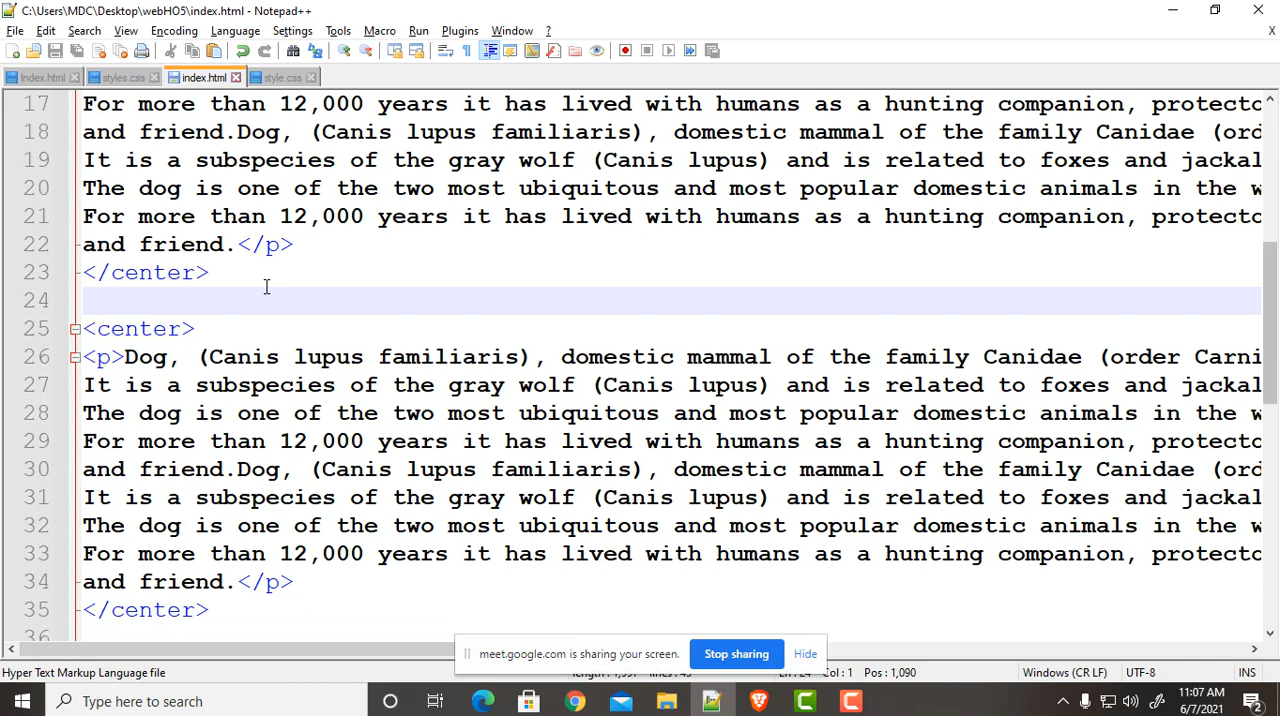 C:\Users\MDC\Desktop\webHO5\index.html - Notepad++
File Edit Search View Encoding Language Settings Tools Macro Run Plugins Window ? X
index.html styles.css index.html style.css
17 For more than 12,000 years it has lived with humans as a hunting companion, protecto
18 and friend.Dog, (Canis lupus familiaris), domestic mammal of the family Canidae (order
19 It is a subspecies of the gray wolf (Canis lupus) and is related to foxes and jackal
20 The dog is one of the two most ubiquitous and most popular domestic animals in the w
21 For more than 12,000 years it has lived with humans as a hunting companion, protecto
22 and friend.</p>
23 </center>
24
25 <center>
26 <p>Dog, (Canis lupus familiaris), domestic mammal of the family Canidae (order Carni
27 It is a subspecies of the gray wolf (Canis lupus) and is related to foxes and jackal
28 The dog is one of the two most ubiquitous and most popular domestic animals in the w
29 For more than 12,000 years it has lived with humans as a hunting companion, protecto
30 and friend.Dog, (Canis lupus familiaris), domestic mammal of the family Canidae (ord
31 It is a subspecies of the gray wolf (Canis lupus) and is related to foxes and jackal
32 The dog is one of the two most ubiquitous and most popular domestic animals in the w
33 For more than 12,000 years it has lived with humans as a hunting companion, protecto
34 and friend.</p>
35 </center>
36
meet.google.com is sharing your screen. Stop sharing Hide
Hyper Text Markup Language file Ln : 24 Col : 1 Pos : 1,090 Windows (CR LF) UTF-8 INS
Type here to search
11:07 AM
6/7/2021
2